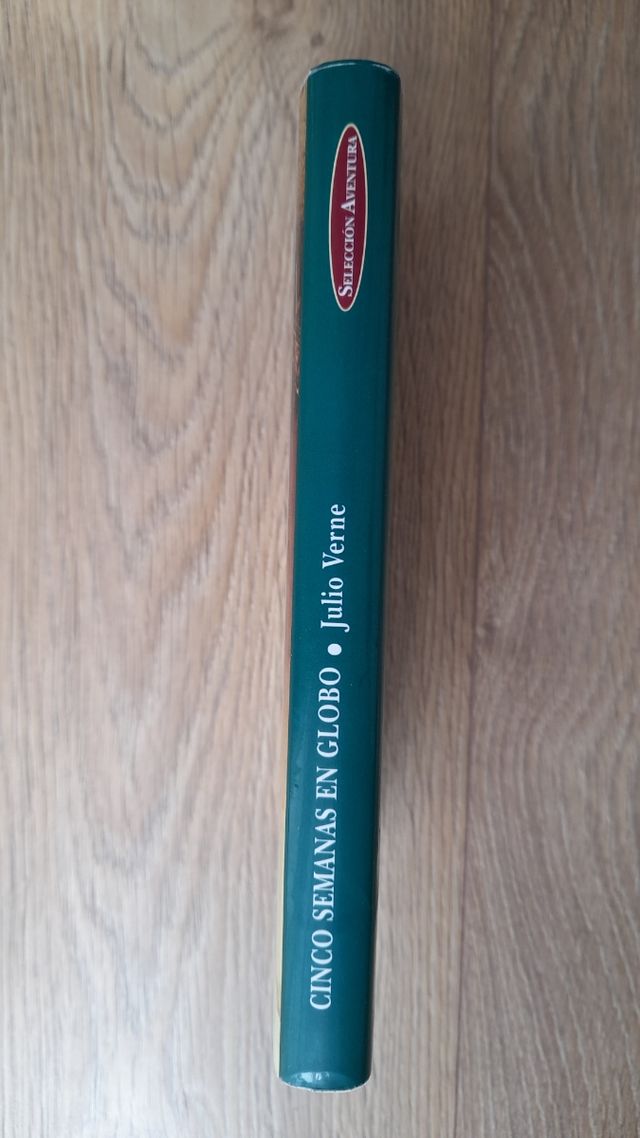 CINCO SEMANAS EN GLOBO • Julio Verne
SELECCIÓN AVENTURA